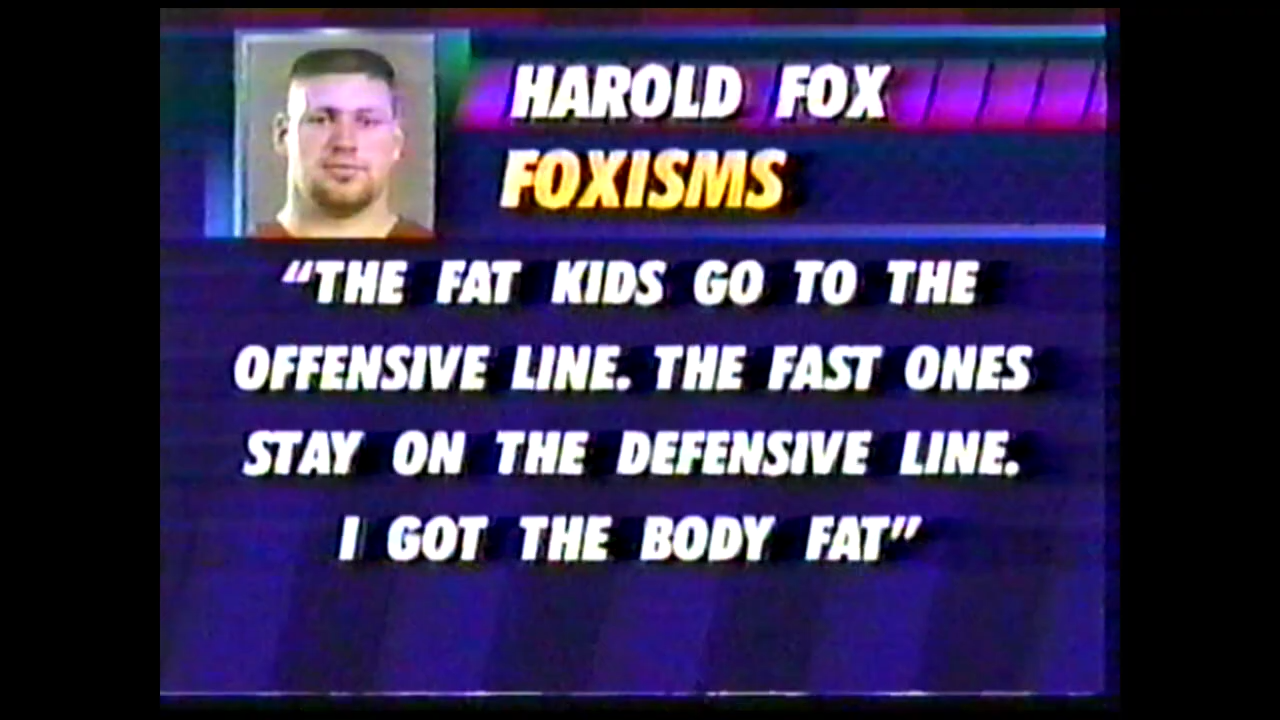 HAROLD FOX
FOXISMS
“THE FAT KIDS GO TO THE
OFFENSIVE LINE. THE FAST ONES
STAY ON THE DEFENSIVE LINE.
I GOT THE BODY FAT”